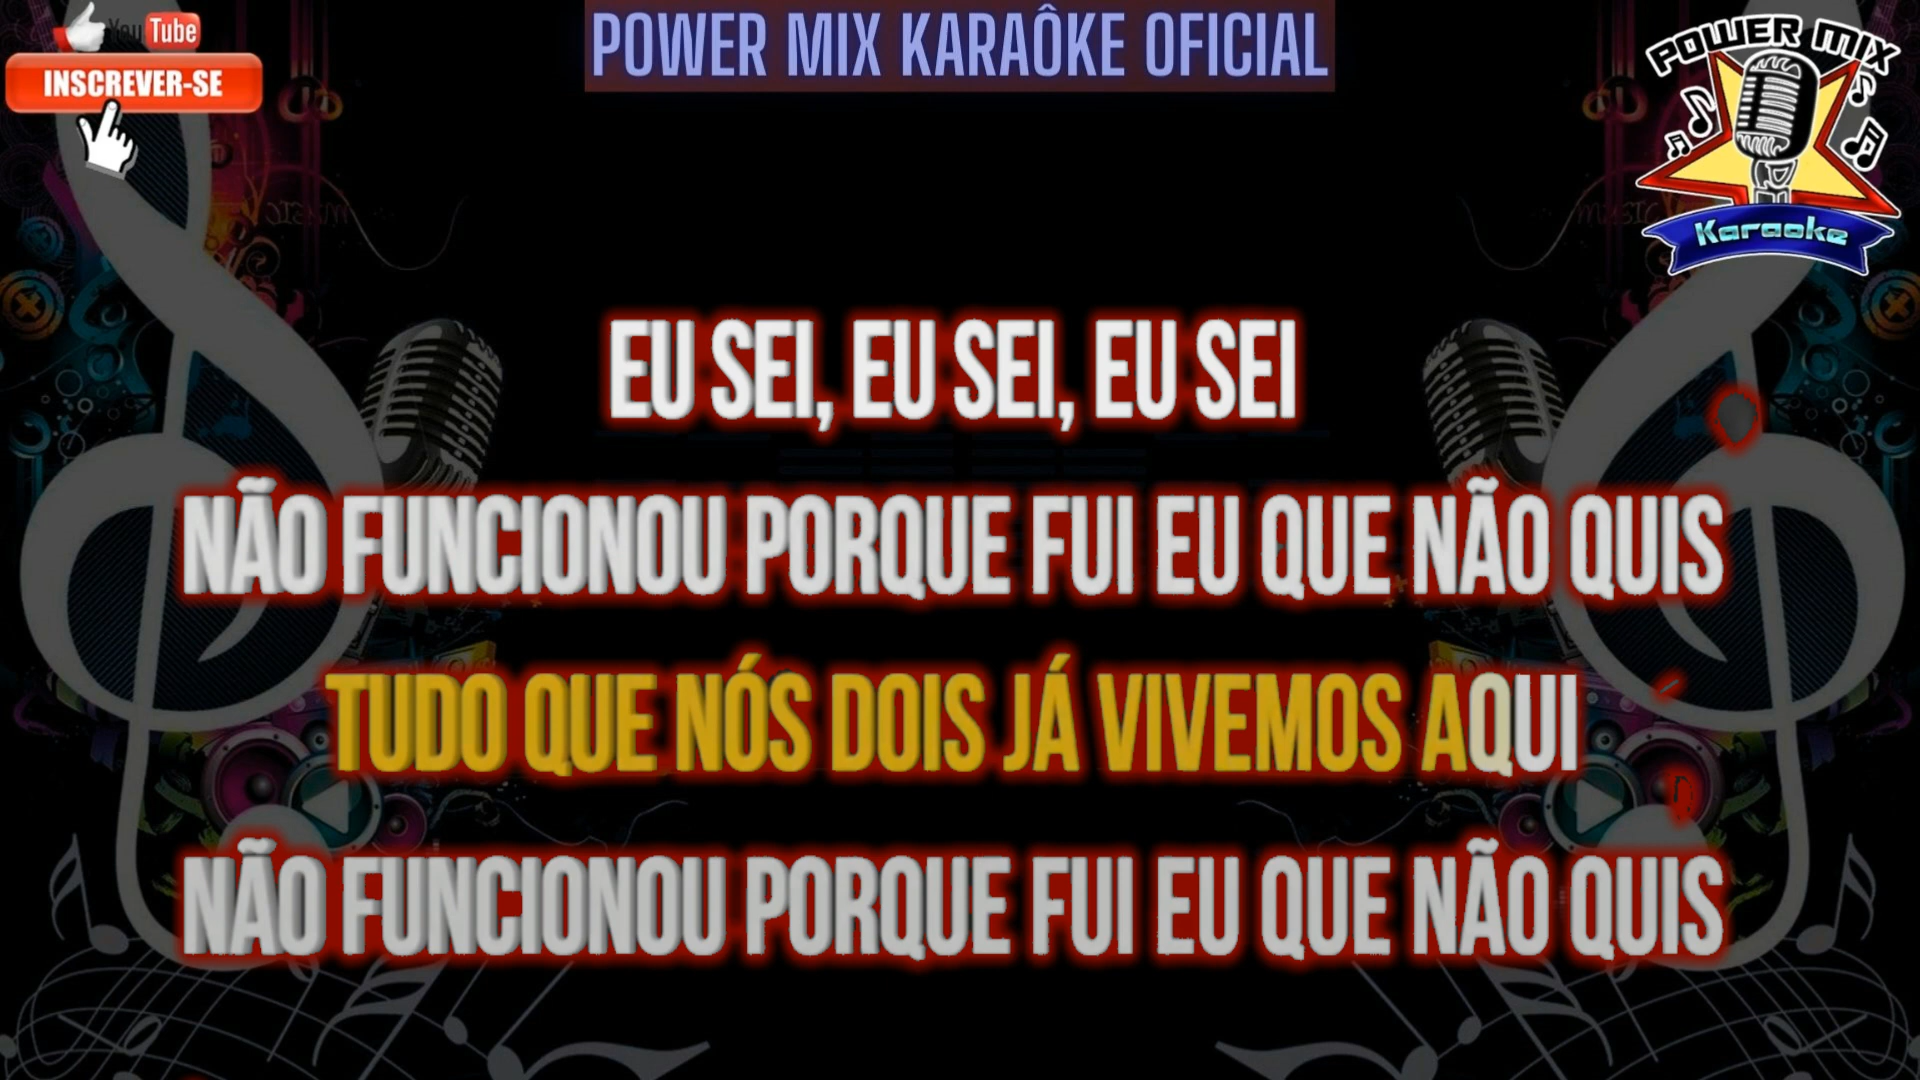 You Tube
INSCREVER-SE
POWER MIX KARAÔKE OFICIAL
POWER MIX
Karaoke
MUSIC
MUSIC
EU SEI, EU SEI, EU SEI
NÃO FUNCIONOU PORQUE FUI EU QUE NÃO QUIS
TUDO QUE NÓS DOIS JÁ VIVEMOS AQUI
NÃO FUNCIONOU PORQUE FUI EU QUE NÃO QUIS